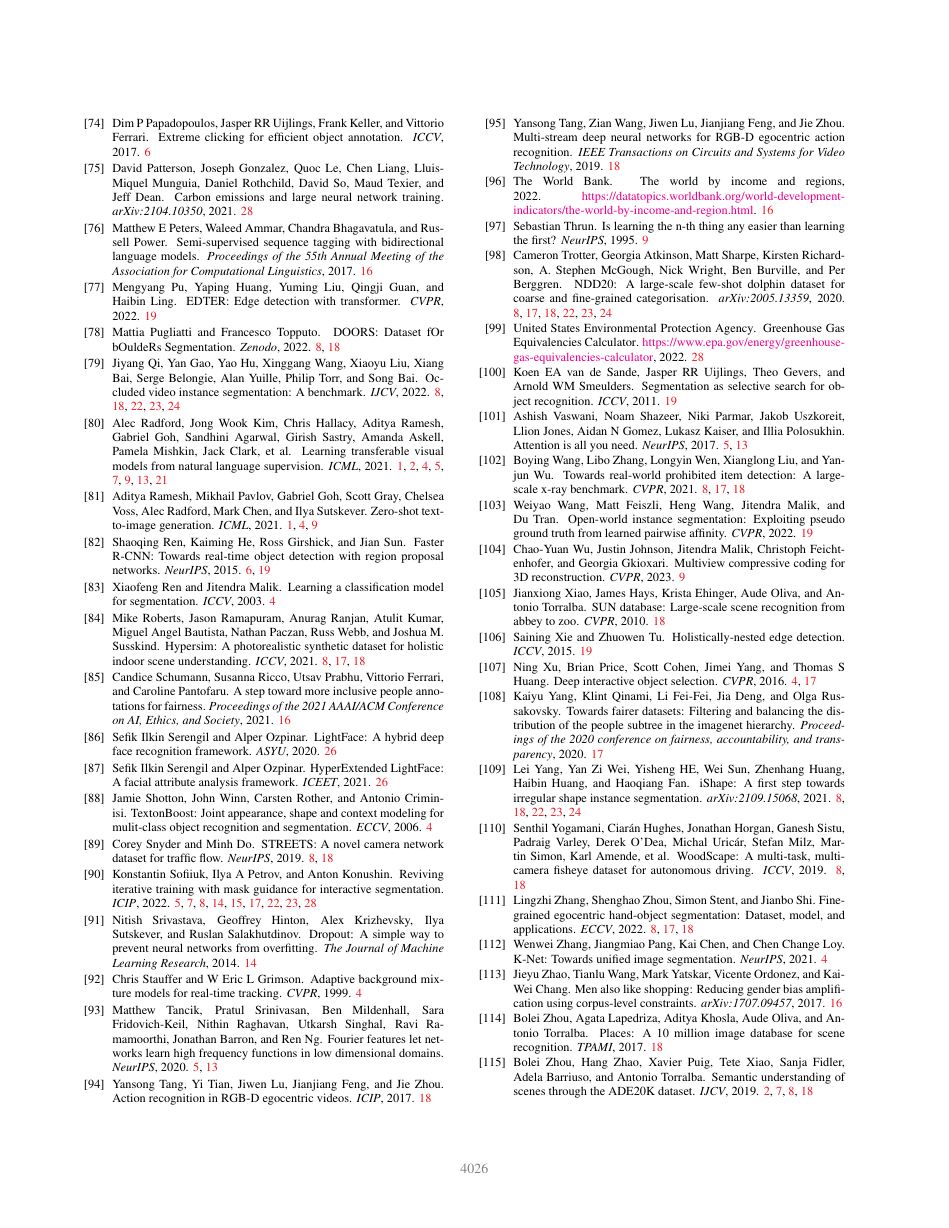 [74] Dim P Papadopoulos, Jasper RR Uijlings, Frank Keller, and Vittorio
Ferrari. Extreme clicking for efficient object annotation. ICCV,
2017. 6
[75] David Patterson, Joseph Gonzalez, Quoc Le, Chen Liang, Lluis-
Miquel Munguia, Daniel Rothchild, David So, Maud Texier, and
Jeff Dean. Carbon emissions and large neural network training.
arXiv:2104.10350, 2021. 28
[76] Matthew E Peters, Waleed Ammar, Chandra Bhagavatula, and Rus-
sell Power. Semi-supervised sequence tagging with bidirectional
language models. Proceedings of the 55th Annual Meeting of the
Association for Computational Linguistics, 2017. 16
[77] Mengyang Pu, Yaping Huang, Yuming Liu, Qingji Guan, and
Haibin Ling. EDTER: Edge detection with transformer. CVPR,
2022. 19
[78] Mattia Pugliatti and Francesco Topputo. DOORS: Dataset fOr
bOuldeRs Segmentation. Zenodo, 2022. 8, 18
[79] Jiyang Qi, Yan Gao, Yao Hu, Xinggang Wang, Xiaoyu Liu, Xiang
Bai, Serge Belongie, Alan Yuille, Philip Torr, and Song Bai. Oc-
cluded video instance segmentation: A benchmark. IJCV, 2022. 8,
18, 22, 23, 24
[80] Alec Radford, Jong Wook Kim, Chris Hallacy, Aditya Ramesh,
Gabriel Goh, Sandhini Agarwal, Girish Sastry, Amanda Askell,
Pamela Mishkin, Jack Clark, et al. Learning transferable visual
models from natural language supervision. ICML, 2021. 1, 2, 4, 5,
7, 9, 13, 21
[81] Aditya Ramesh, Mikhail Pavlov, Gabriel Goh, Scott Gray, Chelsea
Voss, Alec Radford, Mark Chen, and Ilya Sutskever. Zero-shot text-
to-image generation. ICML, 2021. 1, 4, 9
[82] Shaoqing Ren, Kaiming He, Ross Girshick, and Jian Sun. Faster
R-CNN: Towards real-time object detection with region proposal
networks. NeurIPS, 2015. 6, 19
[83] Xiaofeng Ren and Jitendra Malik. Learning a classification model
for segmentation. ICCV, 2003. 4
[84] Mike Roberts, Jason Ramapuram, Anurag Ranjan, Atulit Kumar,
Miguel Angel Bautista, Nathan Paczan, Russ Webb, and Joshua M.
Susskind. Hypersim: A photorealistic synthetic dataset for holistic
indoor scene understanding. ICCV, 2021. 8, 17, 18
[85] Candice Schumann, Susanna Ricco, Utsav Prabhu, Vittorio Ferrari,
and Caroline Pantofaru. A step toward more inclusive people anno-
tations for fairness. Proceedings of the 2021 AAAI/ACM Conference
on AI, Ethics, and Society, 2021. 16
[86] Sefik Ilkin Serengil and Alper Ozpinar. LightFace: A hybrid deep
face recognition framework. ASYU, 2020. 26
[87] Sefik Ilkin Serengil and Alper Ozpinar. HyperExtended LightFace:
A facial attribute analysis framework. ICEET, 2021. 26
[88] Jamie Shotton, John Winn, Carsten Rother, and Antonio Crimin-
isi. TextonBoost: Joint appearance, shape and context modeling for
mulit-class object recognition and segmentation. ECCV, 2006. 4
[89] Corey Snyder and Minh Do. STREETS: A novel camera network
dataset for traffic flow. NeurIPS, 2019. 8, 18
[90] Konstantin Sofiiuk, Ilya A Petrov, and Anton Konushin. Reviving
iterative training with mask guidance for interactive segmentation.
ICIP, 2022. 5, 7, 8, 14, 15, 17, 22, 23, 28
[91] Nitish Srivastava, Geoffrey Hinton, Alex Krizhevsky, Ilya
Sutskever, and Ruslan Salakhutdinov. Dropout: A simple way to
prevent neural networks from overfitting. The Journal of Machine
Learning Research, 2014. 14
[92] Chris Stauffer and W Eric L Grimson. Adaptive background mix-
ture models for real-time tracking. CVPR, 1999. 4
[93] Matthew Tancik, Pratul Srinivasan, Ben Mildenhall, Sara
Fridovich-Keil, Nithin Raghavan, Utkarsh Singhal, Ravi Ra-
mamoorthi, Jonathan Barron, and Ren Ng. Fourier features let net-
works learn high frequency functions in low dimensional domains.
NeurIPS, 2020. 5, 13
[94] Yansong Tang, Yi Tian, Jiwen Lu, Jianjiang Feng, and Jie Zhou.
Action recognition in RGB-D egocentric videos. ICIP, 2017. 18
[95] Yansong Tang, Zian Wang, Jiwen Lu, Jianjiang Feng, and Jie Zhou.
Multi-stream deep neural networks for RGB-D egocentric action
recognition. IEEE Transactions on Circuits and Systems for Video
Technology, 2019. 18
[96] The World Bank. The world by income and regions,
2022. https://datatopics.worldbank.org/world-development-
indicators/the-world-by-income-and-region.html. 16
[97] Sebastian Thrun. Is learning the n-th thing any easier than learning
the first? NeurIPS, 1995. 9
[98] Cameron Trotter, Georgia Atkinson, Matt Sharpe, Kirsten Richard-
son, A. Stephen McGough, Nick Wright, Ben Burville, and Per
Berggren. NDD20: A large-scale few-shot dolphin dataset for
coarse and fine-grained categorisation. arXiv:2005.13359, 2020.
8, 17, 18, 22, 23, 24
[99] United States Environmental Protection Agency. Greenhouse Gas
Equivalencies Calculator. https://www.epa.gov/energy/greenhouse-
gas-equivalencies-calculator, 2022. 28
[100] Koen EA van de Sande, Jasper RR Uijlings, Theo Gevers, and
Arnold WM Smeulders. Segmentation as selective search for ob-
ject recognition. ICCV, 2011. 19
[101] Ashish Vaswani, Noam Shazeer, Niki Parmar, Jakob Uszkoreit,
Llion Jones, Aidan N Gomez, Lukasz Kaiser, and Illia Polosukhin.
Attention is all you need. NeurIPS, 2017. 5, 13
[102] Boying Wang, Libo Zhang, Longyin Wen, Xianglong Liu, and Yan-
jun Wu. Towards real-world prohibited item detection: A large-
scale x-ray benchmark. CVPR, 2021. 8, 17, 18
[103] Weiyao Wang, Matt Feiszli, Heng Wang, Jitendra Malik, and
Du Tran. Open-world instance segmentation: Exploiting pseudo
ground truth from learned pairwise affinity. CVPR, 2022. 19
[104] Chao-Yuan Wu, Justin Johnson, Jitendra Malik, Christoph Feicht-
enhofer, and Georgia Gkioxari. Multiview compressive coding for
3D reconstruction. CVPR, 2023. 9
[105] Jianxiong Xiao, James Hays, Krista Ehinger, Aude Oliva, and An-
tonio Torralba. SUN database: Large-scale scene recognition from
abbey to zoo. CVPR, 2010. 18
[106] Saining Xie and Zhuowen Tu. Holistically-nested edge detection.
ICCV, 2015. 19
[107] Ning Xu, Brian Price, Scott Cohen, Jimei Yang, and Thomas S
Huang. Deep interactive object selection. CVPR, 2016. 4, 17
[108] Kaiyu Yang, Klint Qinami, Li Fei-Fei, Jia Deng, and Olga Rus-
sakovsky. Towards fairer datasets: Filtering and balancing the dis-
tribution of the people subtree in the imagenet hierarchy. Proceed-
ings of the 2020 conference on fairness, accountability, and trans-
parency, 2020. 17
[109] Lei Yang, Yan Zi Wei, Yisheng HE, Wei Sun, Zhenhang Huang,
Haibin Huang, and Haoqiang Fan. iShape: A first step towards
irregular shape instance segmentation. arXiv:2109.15068, 2021. 8,
18, 22, 23, 24
[110] Senthil Yogamani, Ciarán Hughes, Jonathan Horgan, Ganesh Sistu,
Padraig Varley, Derek O'Dea, Michal Uricár, Stefan Milz, Mar-
tin Simon, Karl Amende, et al. WoodScape: A multi-task, multi-
camera fisheye dataset for autonomous driving. ICCV, 2019. 8,
18
[111] Lingzhi Zhang, Shenghao Zhou, Simon Stent, and Jianbo Shi. Fine-
grained egocentric hand-object segmentation: Dataset, model, and
applications. ECCV, 2022. 8, 17, 18
[112] Wenwei Zhang, Jiangmiao Pang, Kai Chen, and Chen Change Loy.
K-Net: Towards unified image segmentation. NeurIPS, 2021. 4
[113] Jieyu Zhao, Tianlu Wang, Mark Yatskar, Vicente Ordonez, and Kai-
Wei Chang. Men also like shopping: Reducing gender bias amplifi-
cation using corpus-level constraints. arXiv:1707.09457, 2017. 16
[114] Bolei Zhou, Agata Lapedriza, Aditya Khosla, Aude Oliva, and An-
tonio Torralba. Places: A 10 million image database for scene
recognition. TPAMI, 2017. 18
[115] Bolei Zhou, Hang Zhao, Xavier Puig, Tete Xiao, Sanja Fidler,
Adela Barriuso, and Antonio Torralba. Semantic understanding of
scenes through the ADE20K dataset. IJCV, 2019. 2, 7, 8, 18
4026